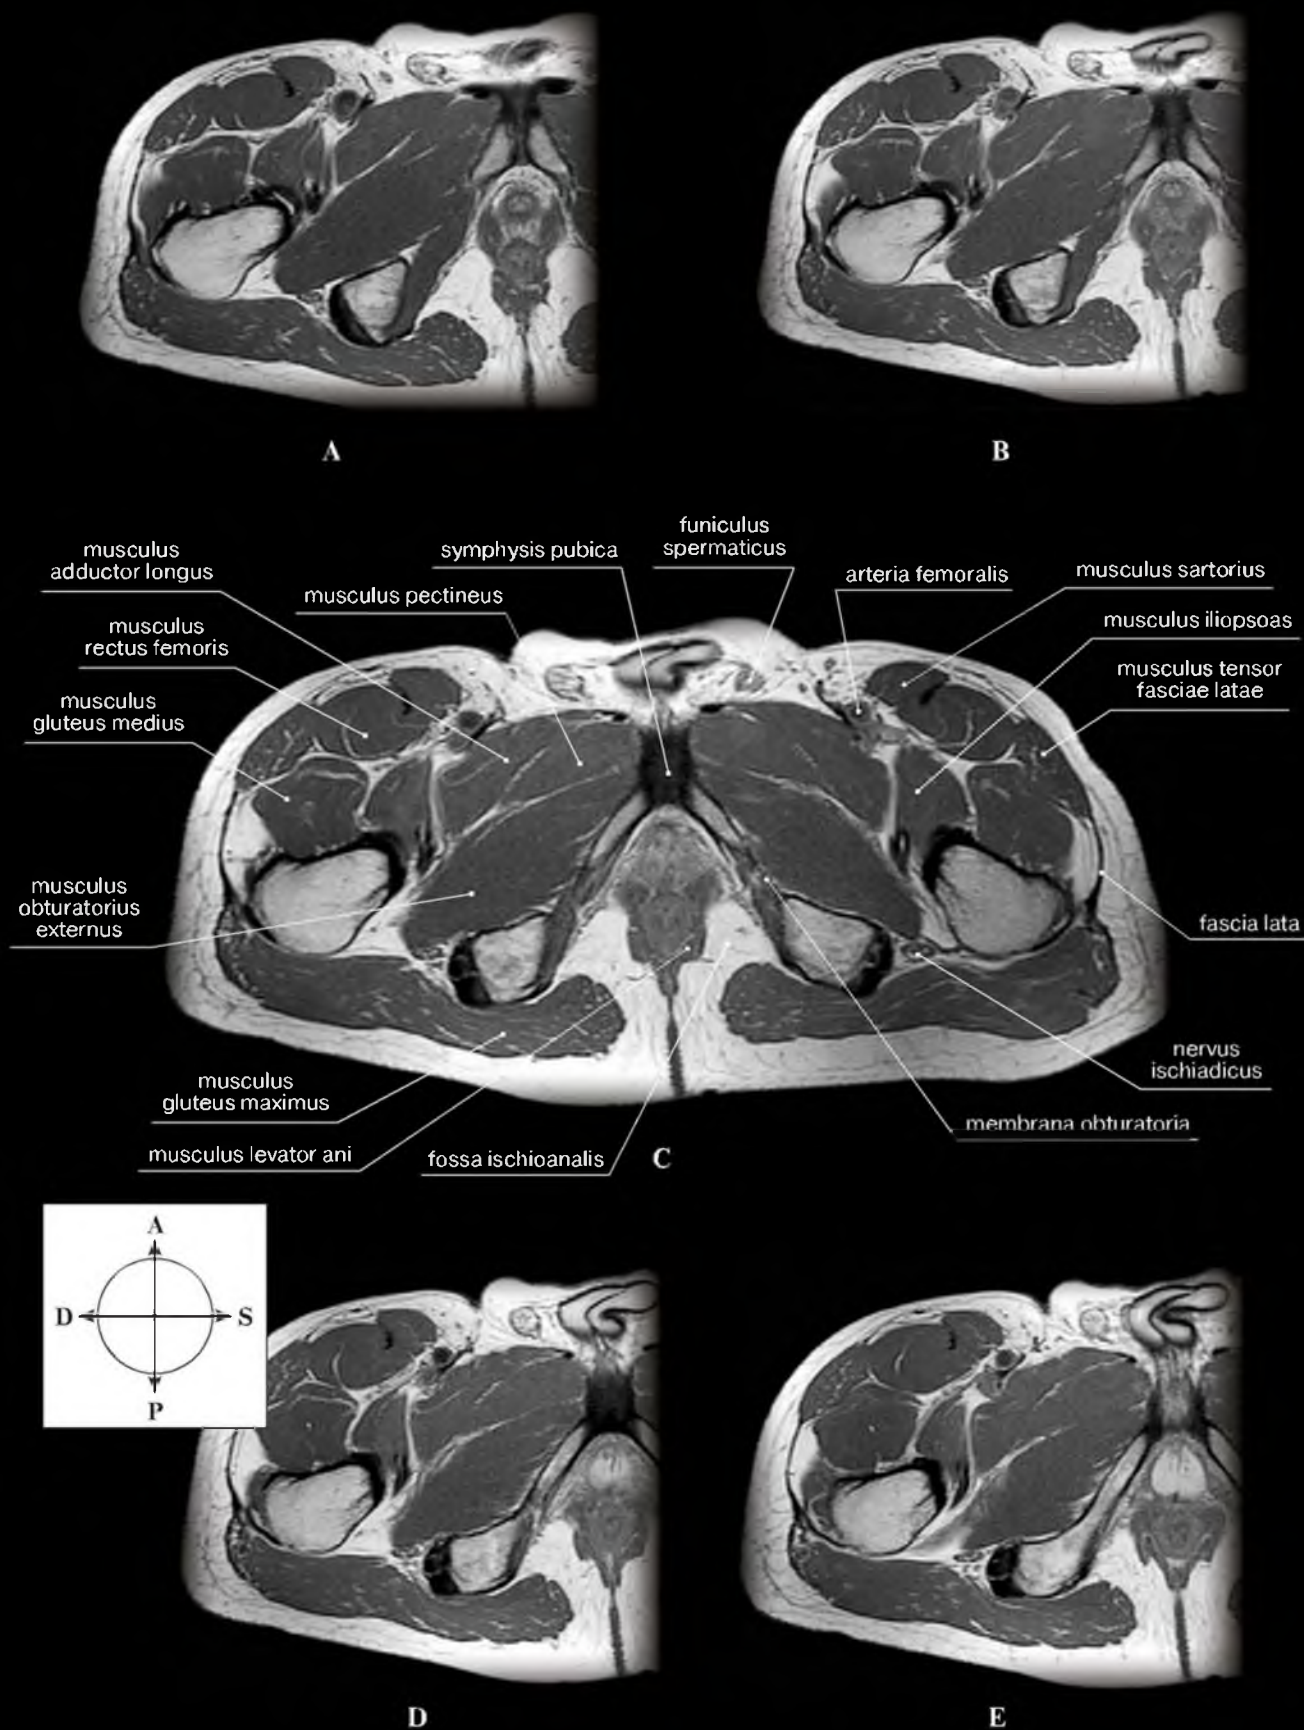 A
B
musculus
adductor longus
symphysis pubica
funiculus
spermaticus
arteria femoralis
musculus sartorius
musculus pectineus
musculus iliopsoas
musculus
rectus femoris
musculus tensor
fasciae latae
musculus
gluteus medius
musculus
obturatorius
externus
fascia lata
nervus
ischiadicus
musculus
gluteus maximus
membrana obturatoria
musculus levator ani
fossa ischioanalis
C
A
D
S
P
D
E